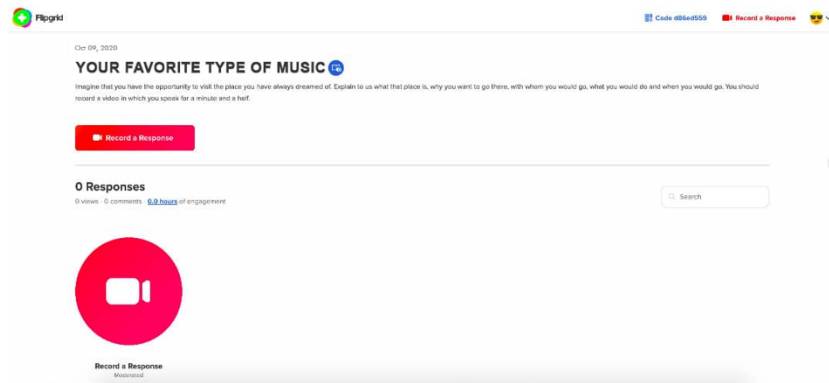 Flipgrid
Code d86ed559
Record a Response
Oct 09, 2020
YOUR FAVORITE TYPE OF MUSIC
Imagine that you have the opportunity to visit the place you have always dreamed of. Explain to us what that place is, why you want to go there, with whom you would go, what you would do and when you would go. You should
record a video in which you speak for a minute and a half.
Record a Response
0 Responses
0 views · 0 comments · 0.0 hours of engagement
Search
Record a Response
Moderated